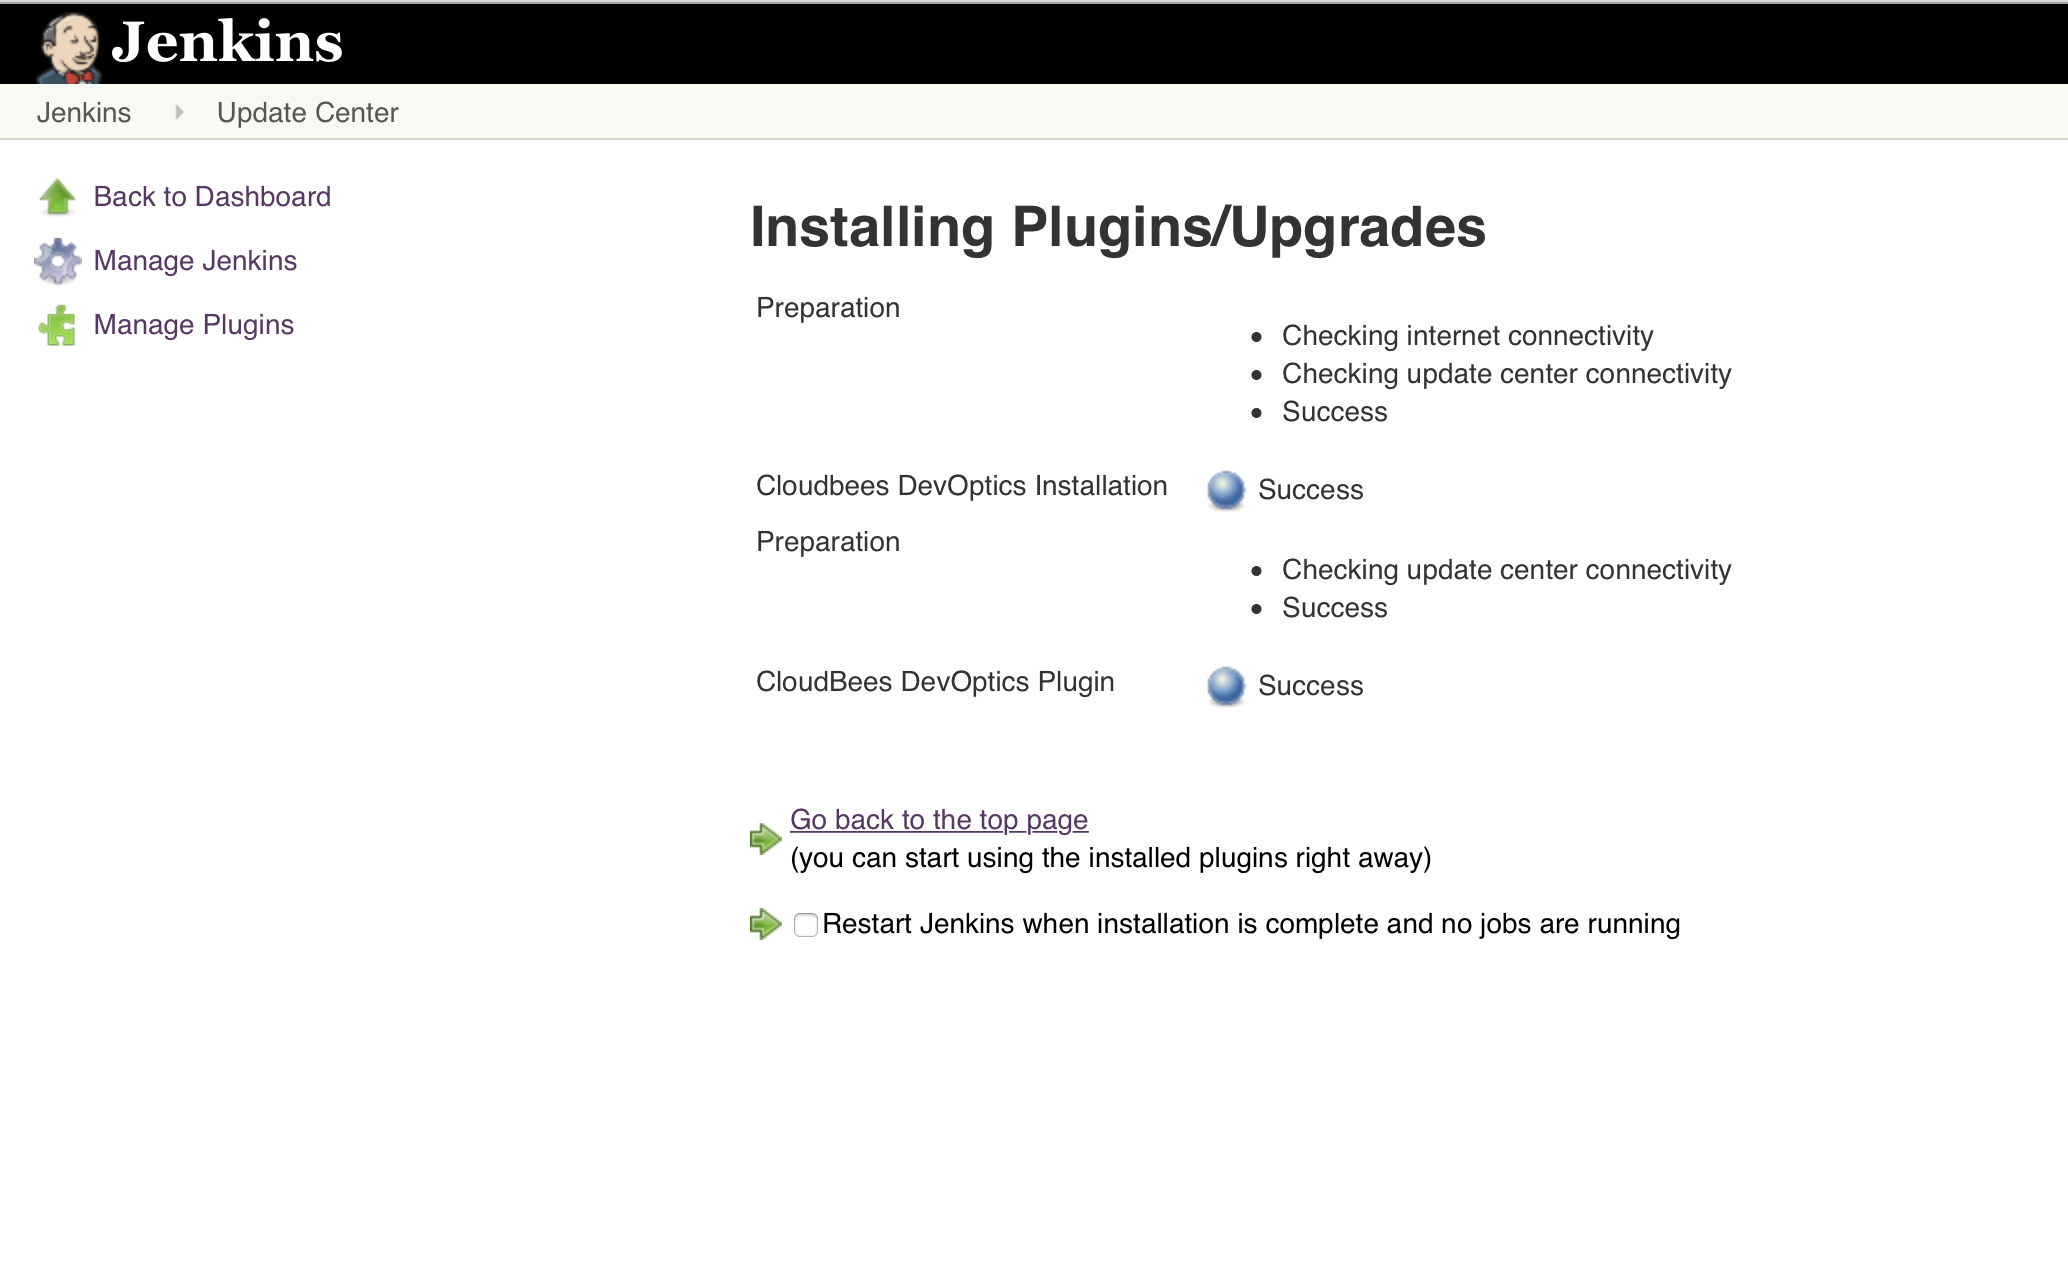 Jenkins
Jenkins Update Center
Back to Dashboard
Manage Jenkins
Manage Plugins
Installing Plugins/Upgrades
Preparation
Checking internet connectivity
Checking update center connectivity
Success
Cloudbees DevOptics Installation Success
Preparation
Checking update center connectivity
Success
CloudBees DevOptics Plugin Success
Go back to the top page
(you can start using the installed plugins right away)
Restart Jenkins when installation is complete and no jobs are running